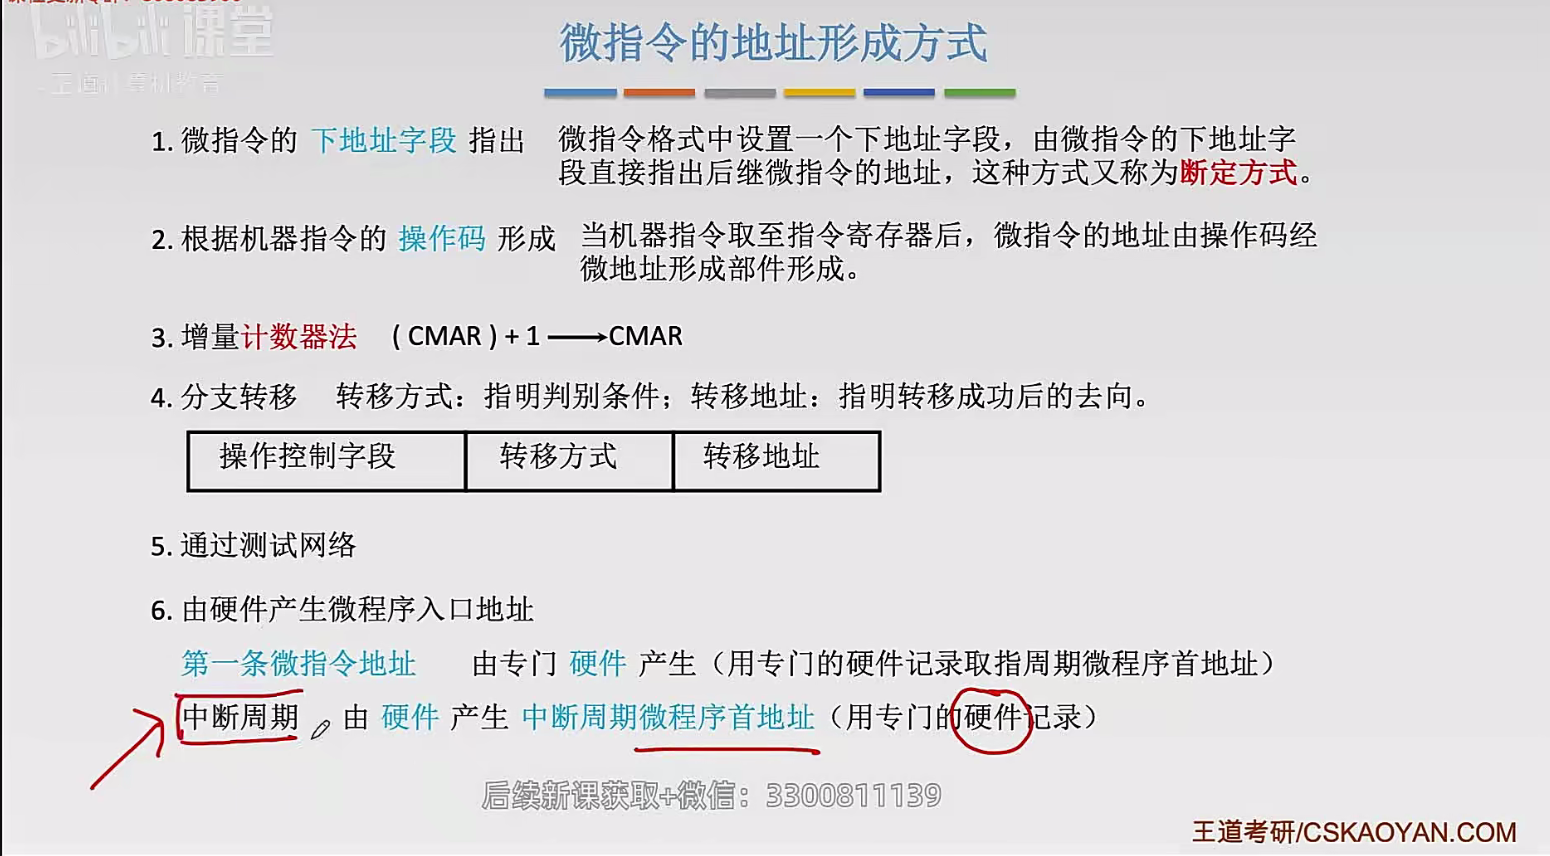 bilibili课堂
王道计算机教育
微指令的地址形成方式
1. 微指令的 下地址字段 指出 微指令格式中设置一个下地址字段，由微指令的下地址字
段直接指出后继微指令的地址，这种方式又称为断定方式。
2. 根据机器指令的 操作码 形成 当机器指令取至指令寄存器后，微指令的地址由操作码经
微地址形成部件形成。
3. 增量计数器法 ( CMAR ) + 1 ⟶CMAR
4. 分支转移 转移方式：指明判别条件；转移地址：指明转移成功后的去向。
操作控制字段 转移方式 转移地址
5. 通过测试网络
6. 由硬件产生微程序入口地址
第一条微指令地址 由专门 硬件 产生（用专门的硬件记录取指周期微程序首地址）
中断周期 由 硬件 产生 中断周期微程序首地址（用专门的硬件记录）
后续新课获取+微信：3300811139
王道考研/CSKAOYAN.COM